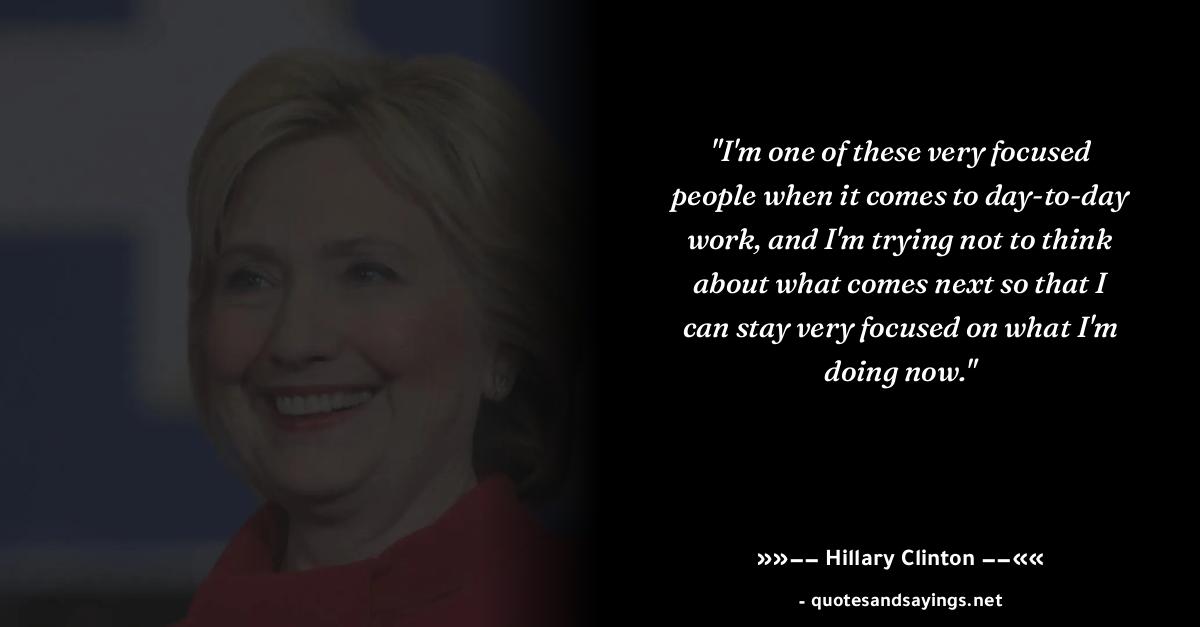 "I'm one of these very focused
people when it comes to day-to-day
work, and I'm trying not to think
about what comes next so that I
can stay very focused on what I'm
doing now."
»»—— Hillary Clinton ——««
- quotesandsayings.net